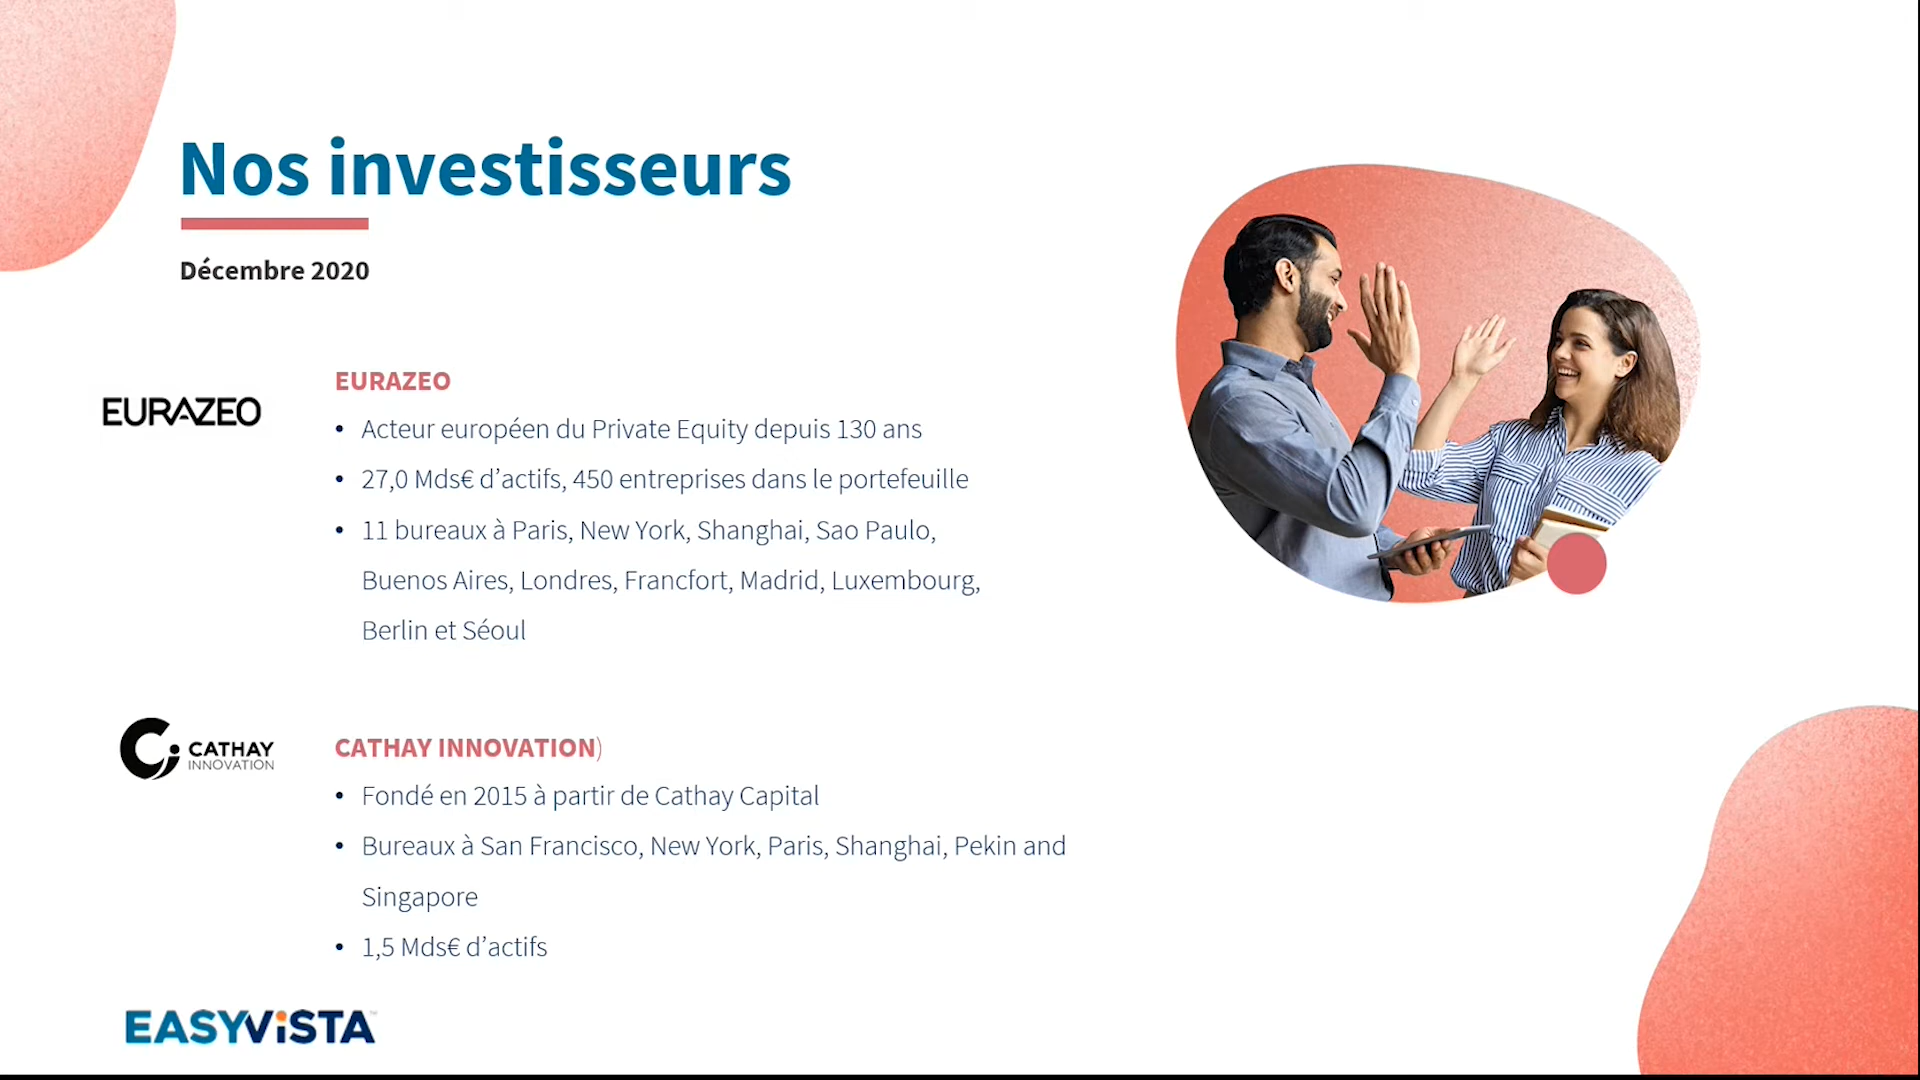 Nos investisseurs
Décembre 2020
EURAZEO
EURAZEO
• Acteur européen du Private Equity depuis 130 ans
• 27,0 Mds€ d’actifs, 450 entreprises dans le portefeuille
• 11 bureaux à Paris, New York, Shanghai, Sao Paulo,
Buenos Aires, Londres, Francfort, Madrid, Luxembourg,
Berlin et Séoul
CATHAY
INNOVATION
CATHAY INNOVATION)
• Fondé en 2015 à partir de Cathay Capital
• Bureaux à San Francisco, New York, Paris, Shanghai, Pekin and
Singapore
• 1,5 Mds€ d’actifs
EASYViSTA™